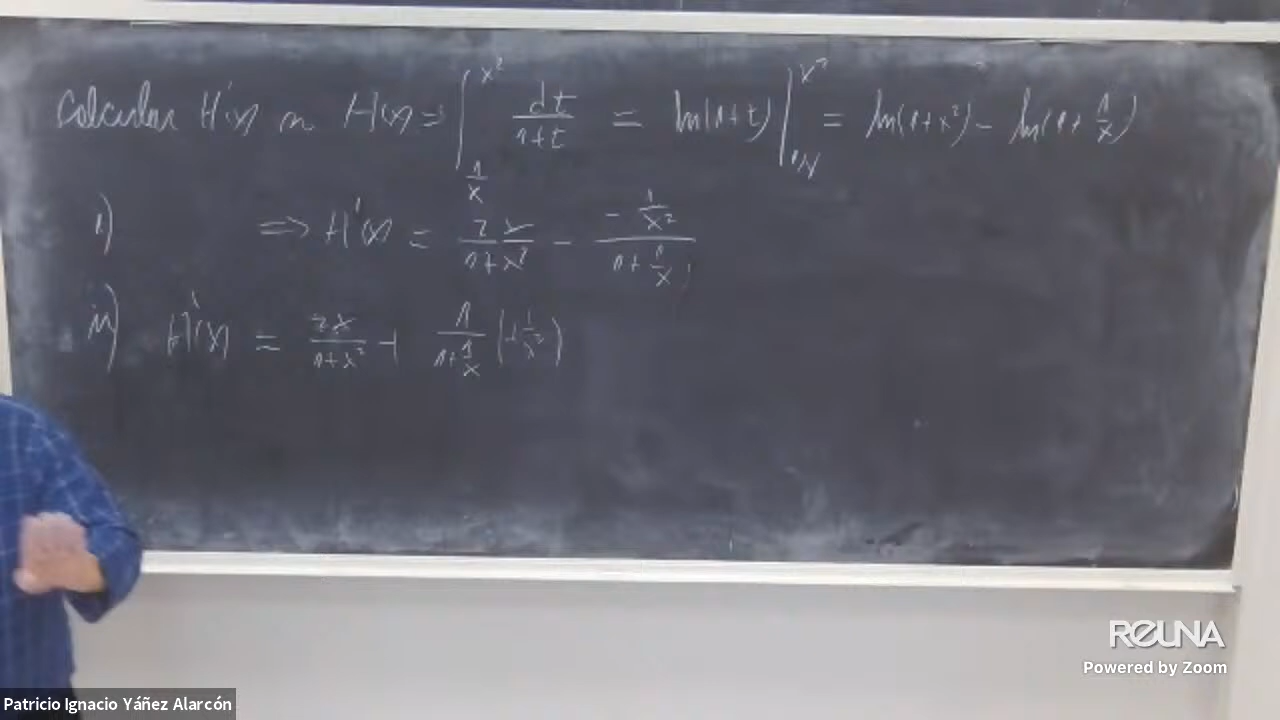 Calcular H'(x) si H(x) = ∫_{1/x}^{x²} dt/(1+t) = ln(1+t) |_{1/x}^{x²} = ln(1+x²) - ln(1+1/x)
i) ⇒ H'(x) = 2x/(1+x²) - (-1/x²)/(1+1/x)
ii) H'(x) = 2x/(1+x²) + 1/(1+1/x) (+1/x²)
REUNA
Powered by Zoom
Patricio Ignacio Yáñez Alarcón